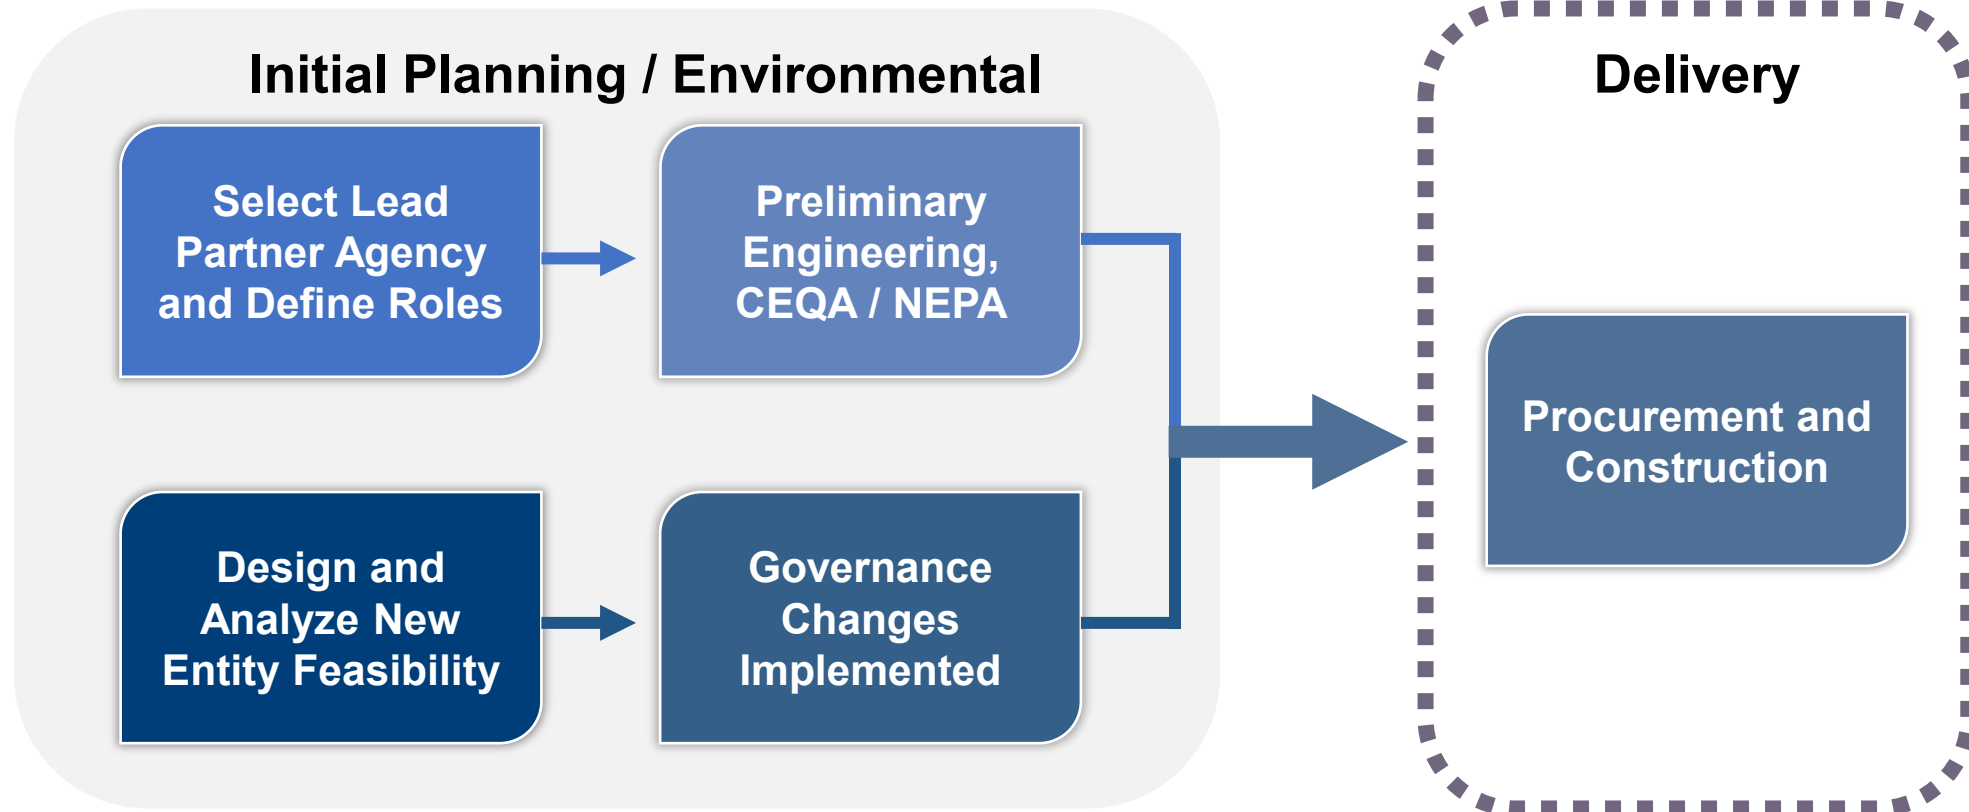 Initial Planning / Environmental
Select Lead
Partner Agency
and Define Roles
Preliminary
Engineering,
CEQA / NEPA
Design and
Analyze New
Entity Feasibility
Governance
Changes
Implemented
Delivery
Procurement and
Construction